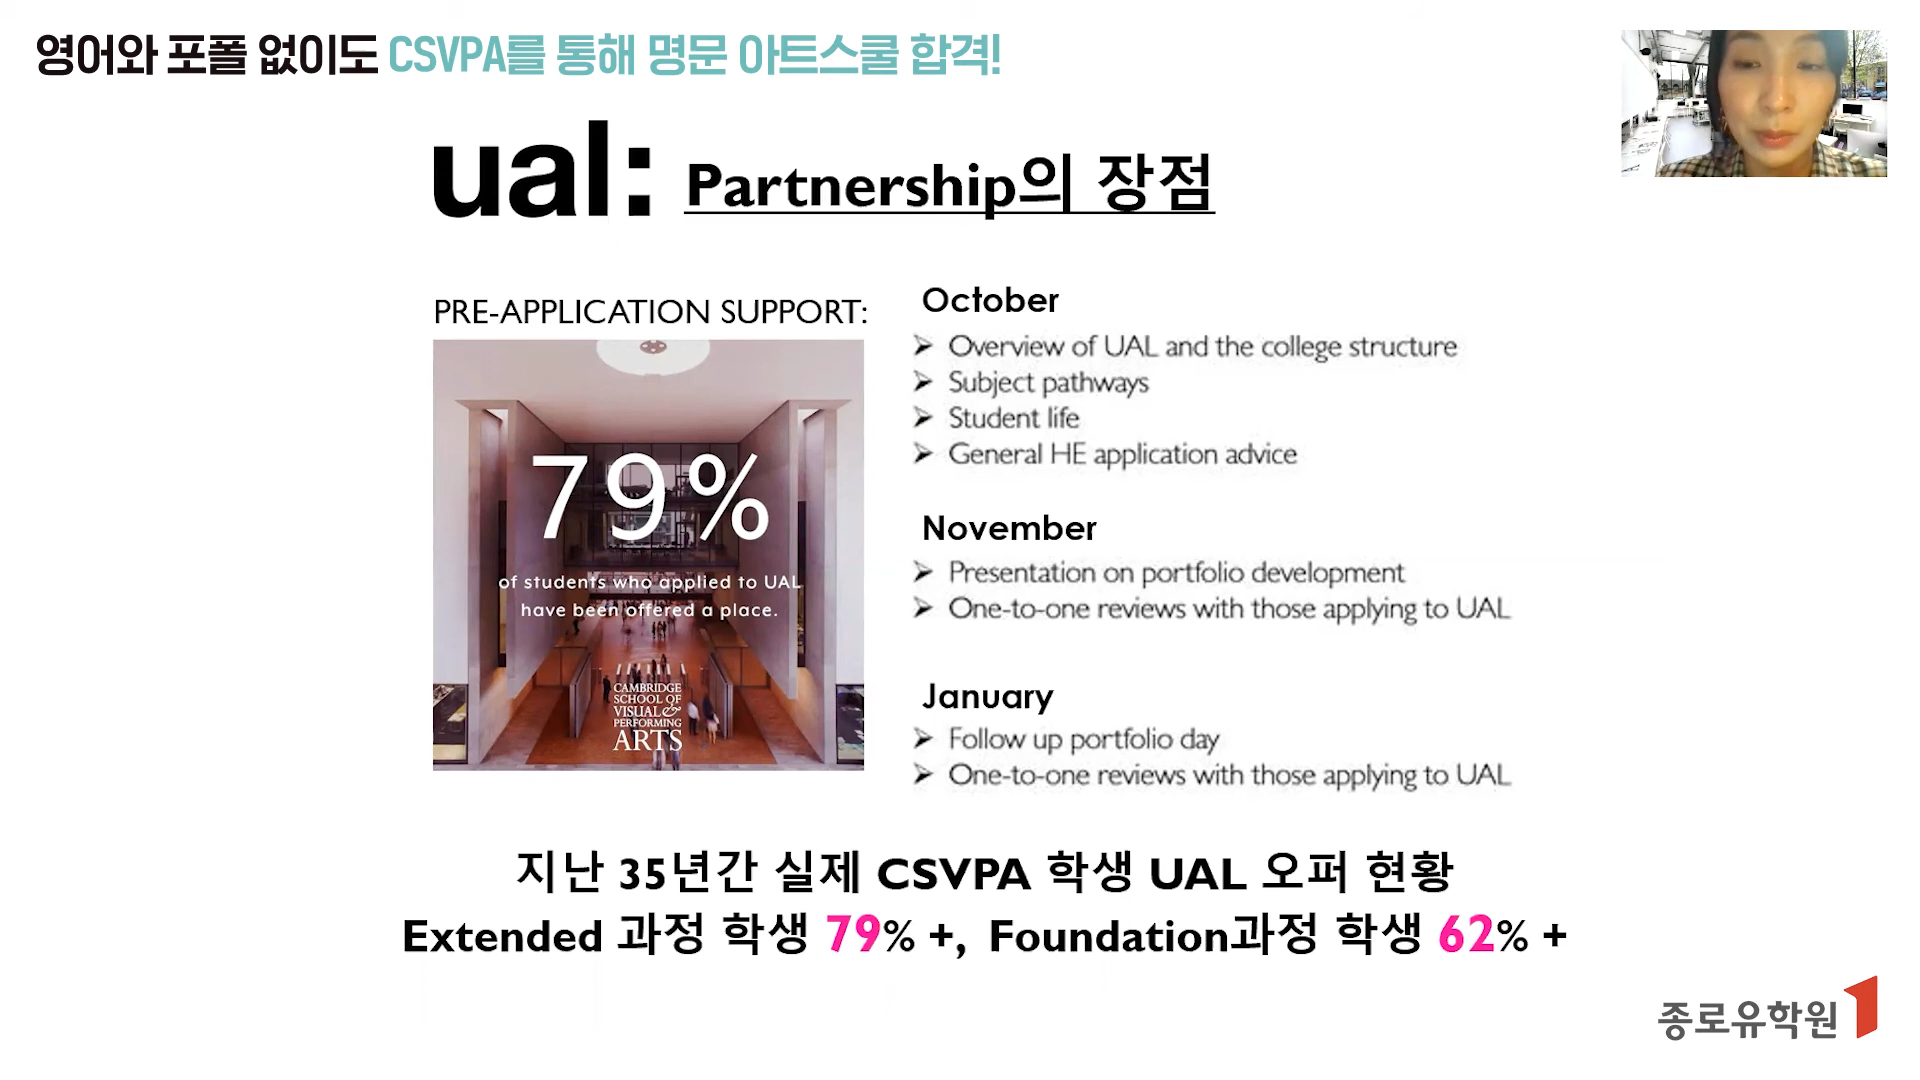 영어와 포폴 없이도 CSVPA를 통해 명문 아트스쿨 합격!
ual: Partnership의 장점
PRE-APPLICATION SUPPORT:
79%
of students who applied to UAL
have been offered a place.
CAMBRIDGE
SCHOOL OF
VISUAL &
PERFORMING
ARTS
October
➢ Overview of UAL and the college structure
➢ Subject pathways
➢ Student life
➢ General HE application advice
November
➢ Presentation on portfolio development
➢ One-to-one reviews with those applying to UAL
January
➢ Follow up portfolio day
➢ One-to-one reviews with those applying to UAL
지난 35년간 실제 CSVPA 학생 UAL 오퍼 현황
Extended 과정 학생 79% +, Foundation과정 학생 62% +
종로유학원